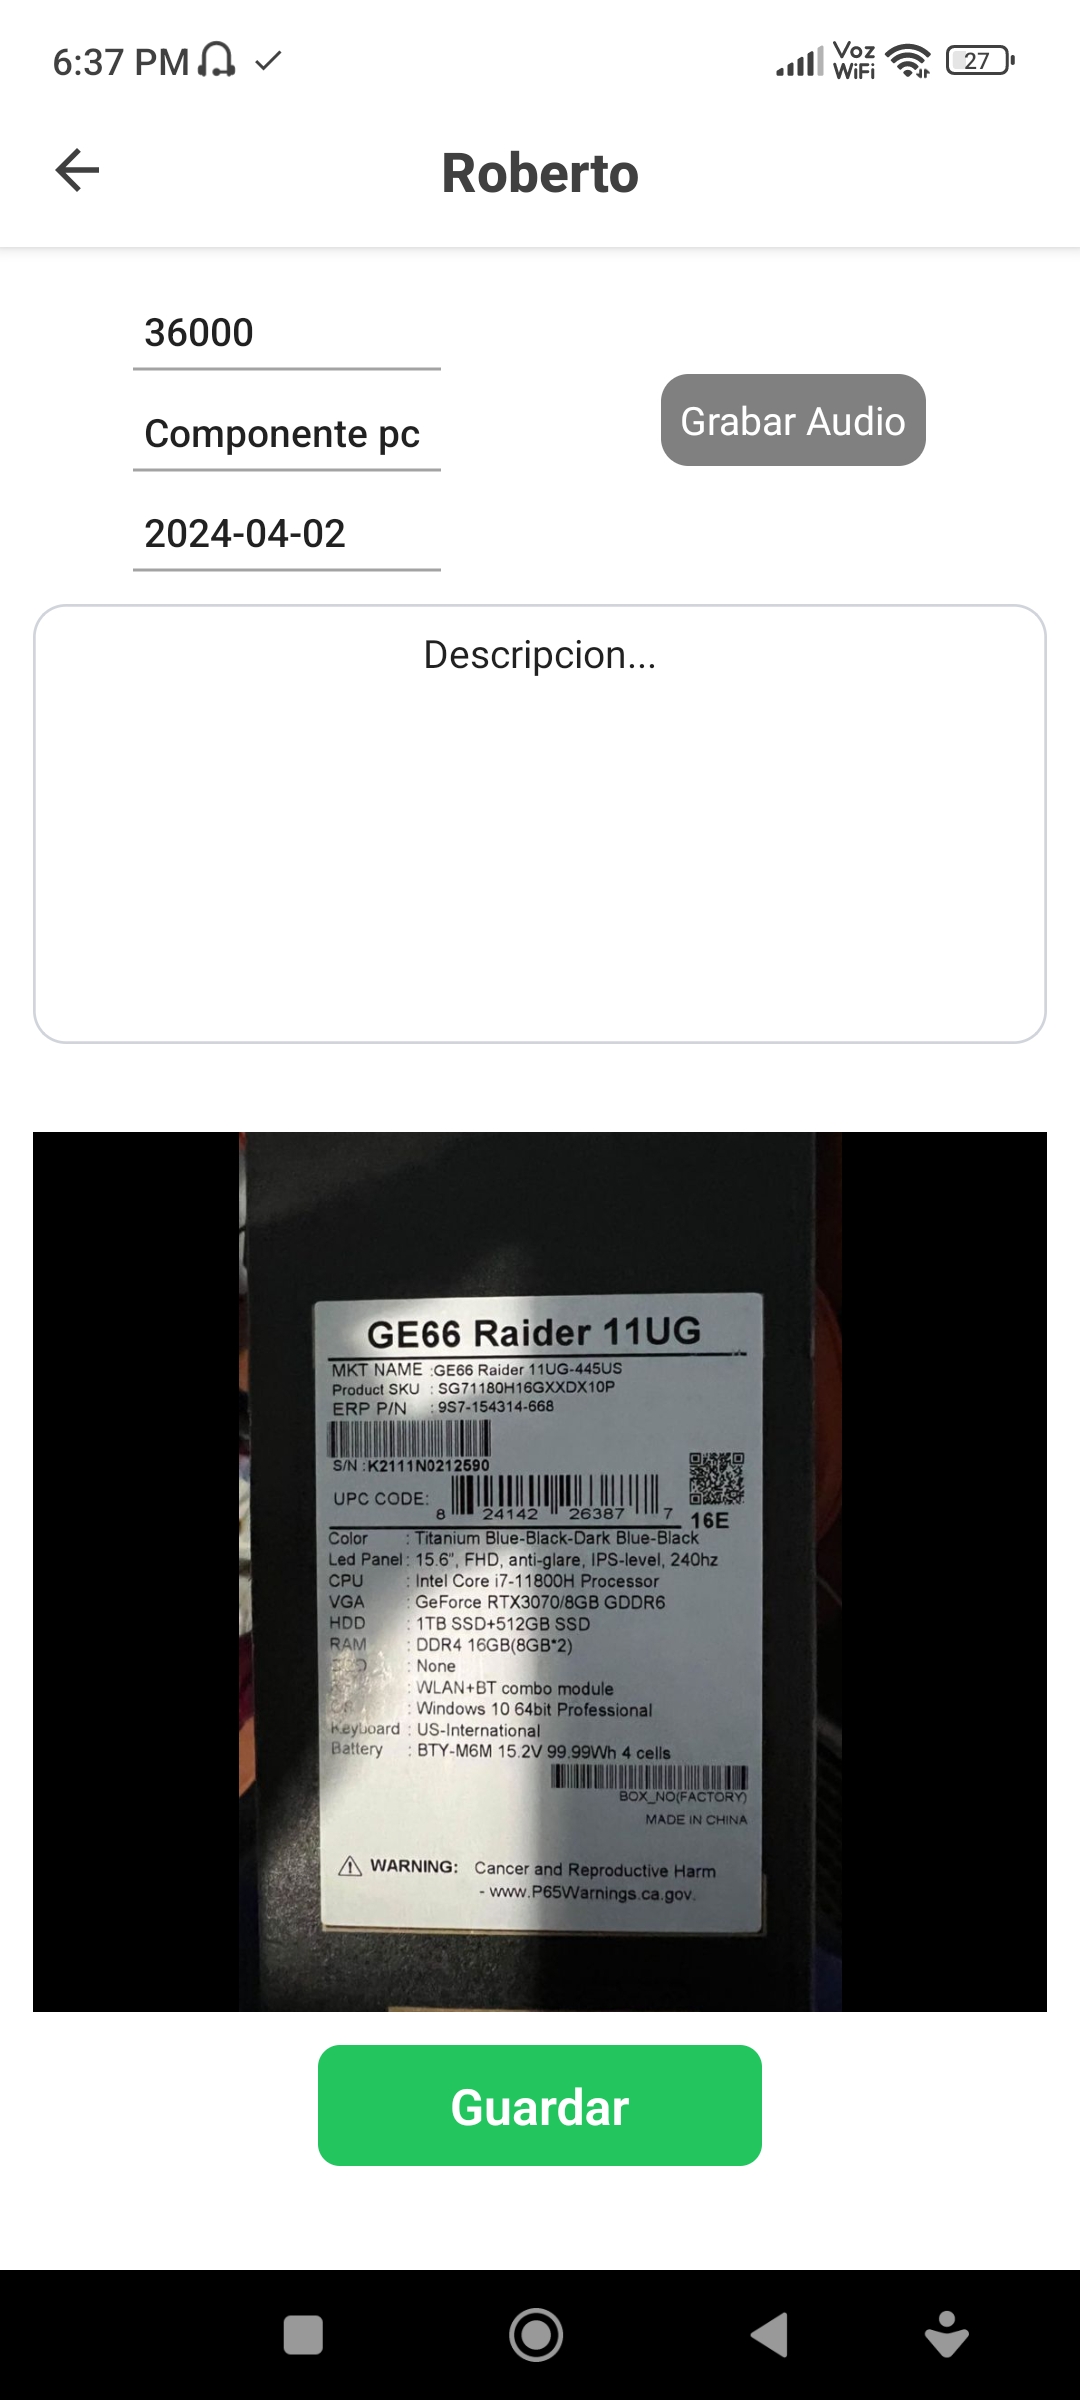 6:37 PM
Voz
WiFi
27
Roberto
36000
Componente pc
Grabar Audio
2024-04-02
Descripcion...
GE66 Raider 11UG
MKT NAME :GE66 Raider 11UG-445US
Product SKU : SG71180H16GXXDX10P
ERP P/N : 9S7-154314-668
S/N :K2111N0212590
UPC CODE: 8 24142 26387 7
16E
Color : Titanium Blue-Black-Dark Blue-Black
Led Panel : 15.6", FHD, anti-glare, IPS-level, 240hz
CPU : Intel Core i7-11800H Processor
VGA : GeForce RTX3070/8GB GDDR6
HDD : 1TB SSD+512GB SSD
RAM : DDR4 16GB(8GB*2)
: None
: WLAN+BT combo module
OS : Windows 10 64bit Professional
Keyboard : US-International
Battery : BTY-M6M 15.2V 99.99Wh 4 cells
BOX_NO(FACTORY)
MADE IN CHINA
WARNING: Cancer and Reproductive Harm
- www.P65Warnings.ca.gov.
Guardar